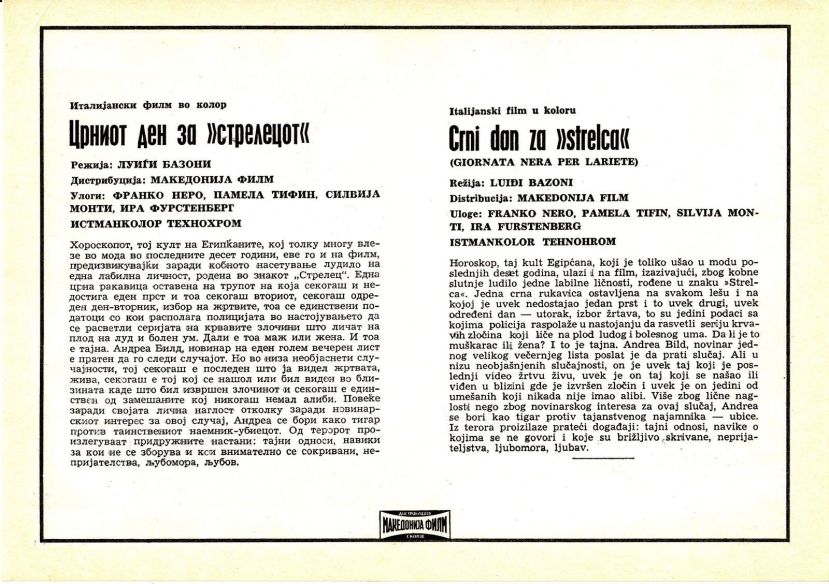 Италијански филм во колор
Црниот ден за »стрелецот«
Режија: ЛУИЃИ БАЗОНИ
Дистрибуција: МАКЕДОНИЈА ФИЛМ
Улоги: ФРАНКО НЕРО, ПАМЕЛА ТИФИН, СИЛВИЈА
МОНТИ, ИРА ФУРСТЕНБЕРГ
ИСТМАНКОЛОР ТЕХНОХРОМ
Хороскопот, тој култ на Египќаните, кој толку многу вле-
зе во мода во последните десет години, еве го и на филм,
предизвикувајќи заради кобното насетување лудило на
една лабилна личност, родена во знакот „Стрелец“. Една
црна ракавица оставена на трупот на која секогаш и не-
достига еден прст и тоа секогаш вториот, секогаш одре-
ден ден-вторник, избор на жртвите, тоа се единствени по-
датоци со кои располага полицијата во настојувањето да
се расветли серијата на крвавите злочини што личат на
плод на луд и болен ум. Дали е тоа маж или жена. И тоа
е тајна. Андреа Билд, новинар на еден голем вечерен лист
е пратен да го следи случајот. Но во низа необјаснети слу-
чајности, тој секогаш е последен што ја видел жртвата,
жива, секогаш е тој кој се нашол или бил виден во бли-
зината каде што бил извршен злочинот и секогаш е един-
ствен од замешаните кој никогаш немал алиби. Повеќе
заради својата лична наглост отколку заради новинар-
скиот интерес за овој случај, Андреа се бори како тигар
против таинствениот наемник-убиецот. Од теророт про-
излегуваат придружните настани: тајни односи, навики
за кои не се зборува и кои внимателно се сокривани, не-
пријателства, љубомора, љубов.
Italijanski film u koloru
Crni dan za »strelca«
(GIORNATA NERA PER LARIETE)
Režija: LUIĐI BAZONI
Distribucija: MAKEDONIJA FILM
Uloge: FRANKO NERO, PAMELA TIFIN, SILVIJA MON-
TI, IRA FURSTENBERG
ISTMANKOLOR TEHNOHROM
Horoskop, taj kult Egipćana, koji je toliko ušao u modu po-
slednjih deset godina, ulazi i na film, izazivajući, zbog kobne
slutnje ludilo jedne labilne ličnosti, rođene u znaku »Strel-
ca«. Jedna crna rukavica ostavljena na svakom lešu i na
kojoj je uvek nedostajao jedan prst i to uvek drugi, uvek
određeni dan — utorak, izbor žrtava, to su jedini podaci sa
kojima policija raspolaže u nastojanju da rasvetli seriju krva-
vih zločina koji liče na plod ludog i bolesnog uma. Da li je to
muškarac ili žena? I to je tajna. Andrea Bild, novinar jed-
nog velikog večernjeg lista poslat je da prati slučaj. Ali u
nizu neobjašnenih slučajnosti, on je uvek taj koji je po-
slednji video žrtvu živu, uvek je on taj koji se našao ili
viđen u blizini gde je izvršen zločin i uvek je on jedini od
umešanih koji nikada nije imao alibi. Više zbog lične nag-
losti nego zbog novinarskog interesa za ovaj slučaj, Andrea
se bori kao tigar protiv tajanstvenog najamnika — ubice.
Iz terora proizilaze prateći događaji: tajni odnosi, navike o
kojima se ne govori i koje su brižljivo skrivane, neprija-
teljstva, ljubomora, ljubav.
ДИСТРИБУЦИЈА
МАКЕДОНИЈА ФИЛМ
СКОПЈЕ